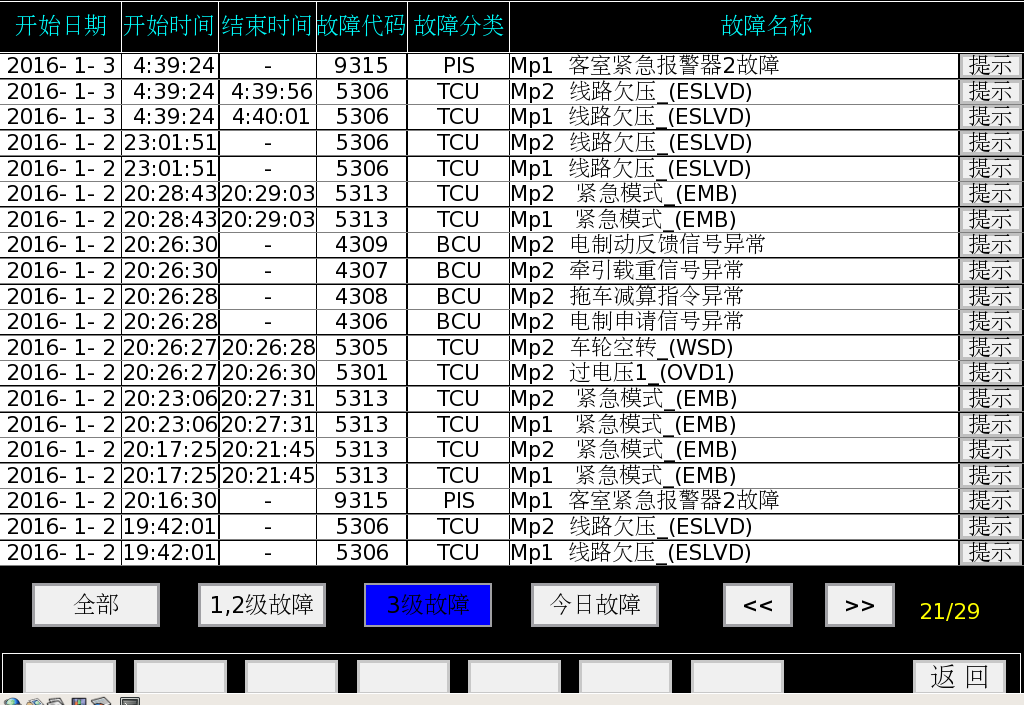 开始日期 开始时间 结束时间 故障代码 故障分类 故障名称
2016- 1- 3 4:39:24 - 9315 PIS Mp1 客室紧急报警器2故障 提示
2016- 1- 3 4:39:24 4:39:56 5306 TCU Mp2 线路欠压_(ESLVD) 提示
2016- 1- 3 4:39:24 4:40:01 5306 TCU Mp1 线路欠压_(ESLVD) 提示
2016- 1- 2 23:01:51 - 5306 TCU Mp2 线路欠压_(ESLVD) 提示
2016- 1- 2 23:01:51 - 5306 TCU Mp1 线路欠压_(ESLVD) 提示
2016- 1- 2 20:28:43 20:29:03 5313 TCU Mp2 紧急模式_(EMB) 提示
2016- 1- 2 20:28:43 20:29:03 5313 TCU Mp1 紧急模式_(EMB) 提示
2016- 1- 2 20:26:30 - 4309 BCU Mp2 电制动反馈信号异常 提示
2016- 1- 2 20:26:30 - 4307 BCU Mp2 牵引载重信号异常 提示
2016- 1- 2 20:26:28 - 4308 BCU Mp2 拖车减算指令异常 提示
2016- 1- 2 20:26:28 - 4306 BCU Mp2 电制申请信号异常 提示
2016- 1- 2 20:26:27 20:26:28 5305 TCU Mp2 车轮空转_(WSD) 提示
2016- 1- 2 20:26:27 20:26:30 5301 TCU Mp2 过电压1_(OVD1) 提示
2016- 1- 2 20:23:06 20:27:31 5313 TCU Mp2 紧急模式_(EMB) 提示
2016- 1- 2 20:23:06 20:27:31 5313 TCU Mp1 紧急模式_(EMB) 提示
2016- 1- 2 20:17:25 20:21:45 5313 TCU Mp2 紧急模式_(EMB) 提示
2016- 1- 2 20:17:25 20:21:45 5313 TCU Mp1 紧急模式_(EMB) 提示
2016- 1- 2 20:16:30 - 9315 PIS Mp1 客室紧急报警器2故障 提示
2016- 1- 2 19:42:01 - 5306 TCU Mp2 线路欠压_(ESLVD) 提示
2016- 1- 2 19:42:01 - 5306 TCU Mp1 线路欠压_(ESLVD) 提示
全部 1,2级故障 3级故障 今日故障 << >> 21/29
返 回